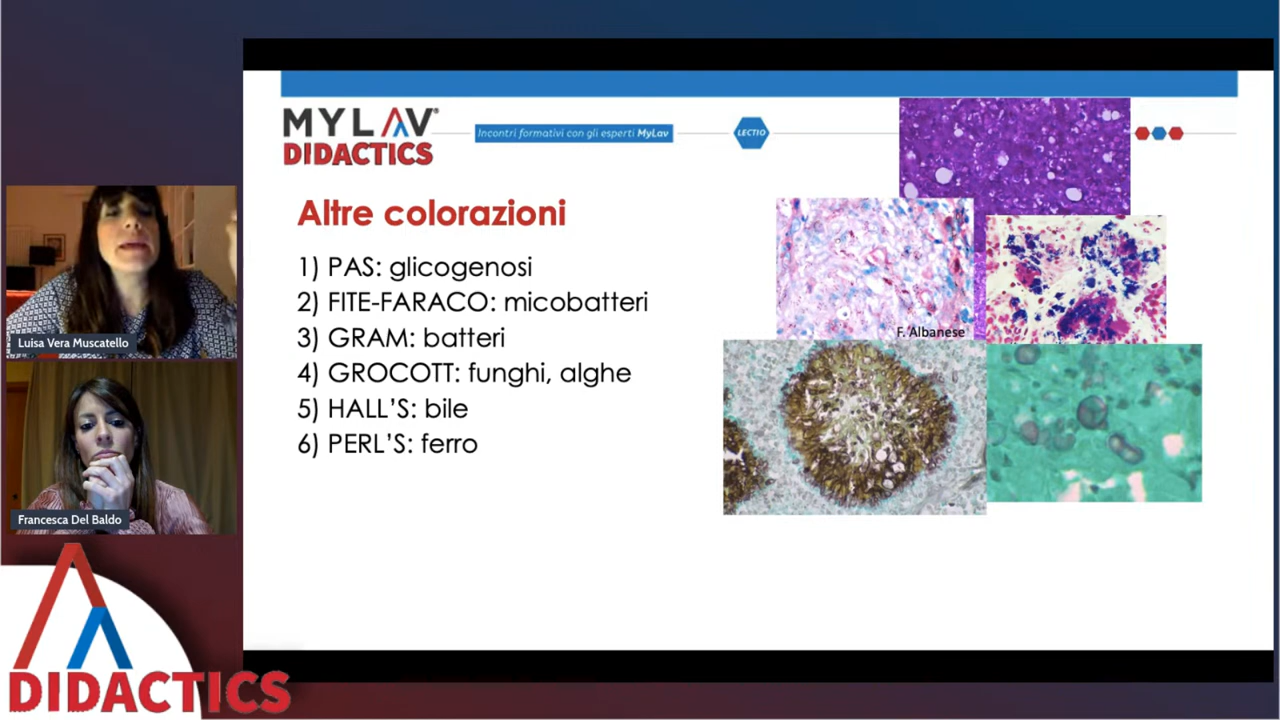 MYLAV®
DIDACTICS
Incontri formativi con gli esperti MyLav
LECTIO
Altre colorazioni
1) PAS: glicogenosi
2) FITE-FARACO: micobatteri
3) GRAM: batteri
4) GROCOTT: funghi, alghe
5) HALL'S: bile
6) PERL'S: ferro
F. Albanese
Luisa Vera Muscatello
Francesca Del Baldo
DIDACTICS